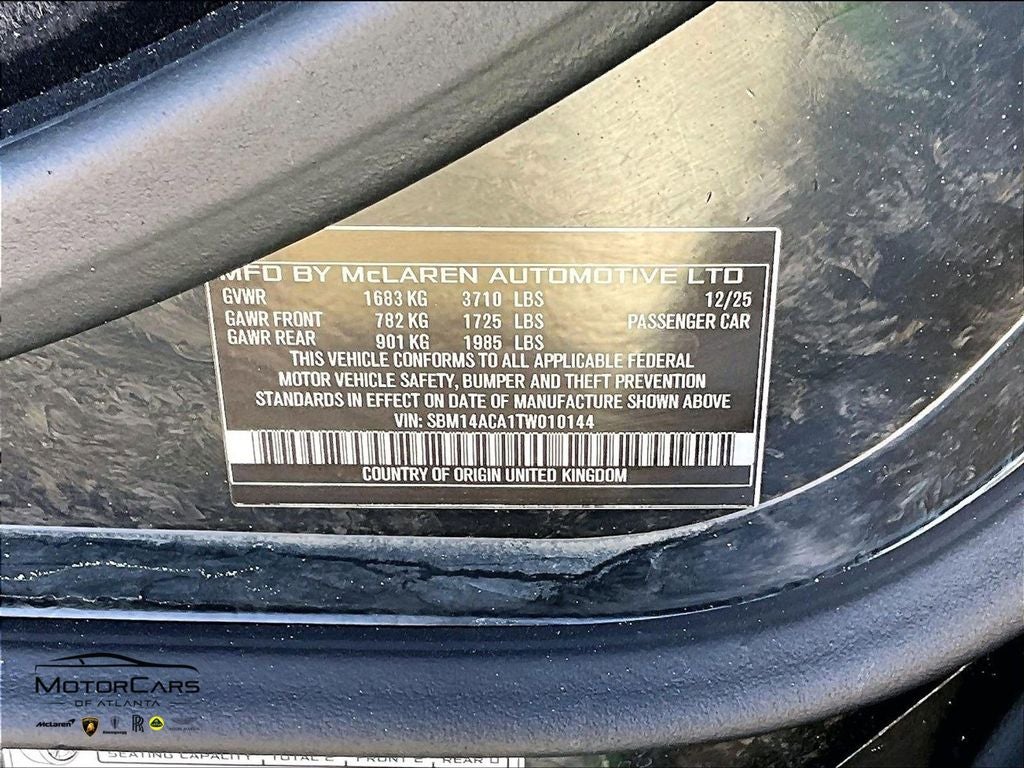 MFD BY McLAREN AUTOMOTIVE LTD
GVWR 1683 KG 3710 LBS 12/25
GAWR FRONT 782 KG 1725 LBS PASSENGER CAR
GAWR REAR 901 KG 1985 LBS
THIS VEHICLE CONFORMS TO ALL APPLICABLE FEDERAL
MOTOR VEHICLE SAFETY, BUMPER AND THEFT PREVENTION
STANDARDS IN EFFECT ON DATE OF MANUFACTURE SHOWN ABOVE
VIN: SBM14ACA1TW010144
COUNTRY OF ORIGIN UNITED KINGDOM
MOTORCARS
OF ATLANTA
McLaren
SEATING CAPACITY TOTAL 2 FRONT 2 REAR 0